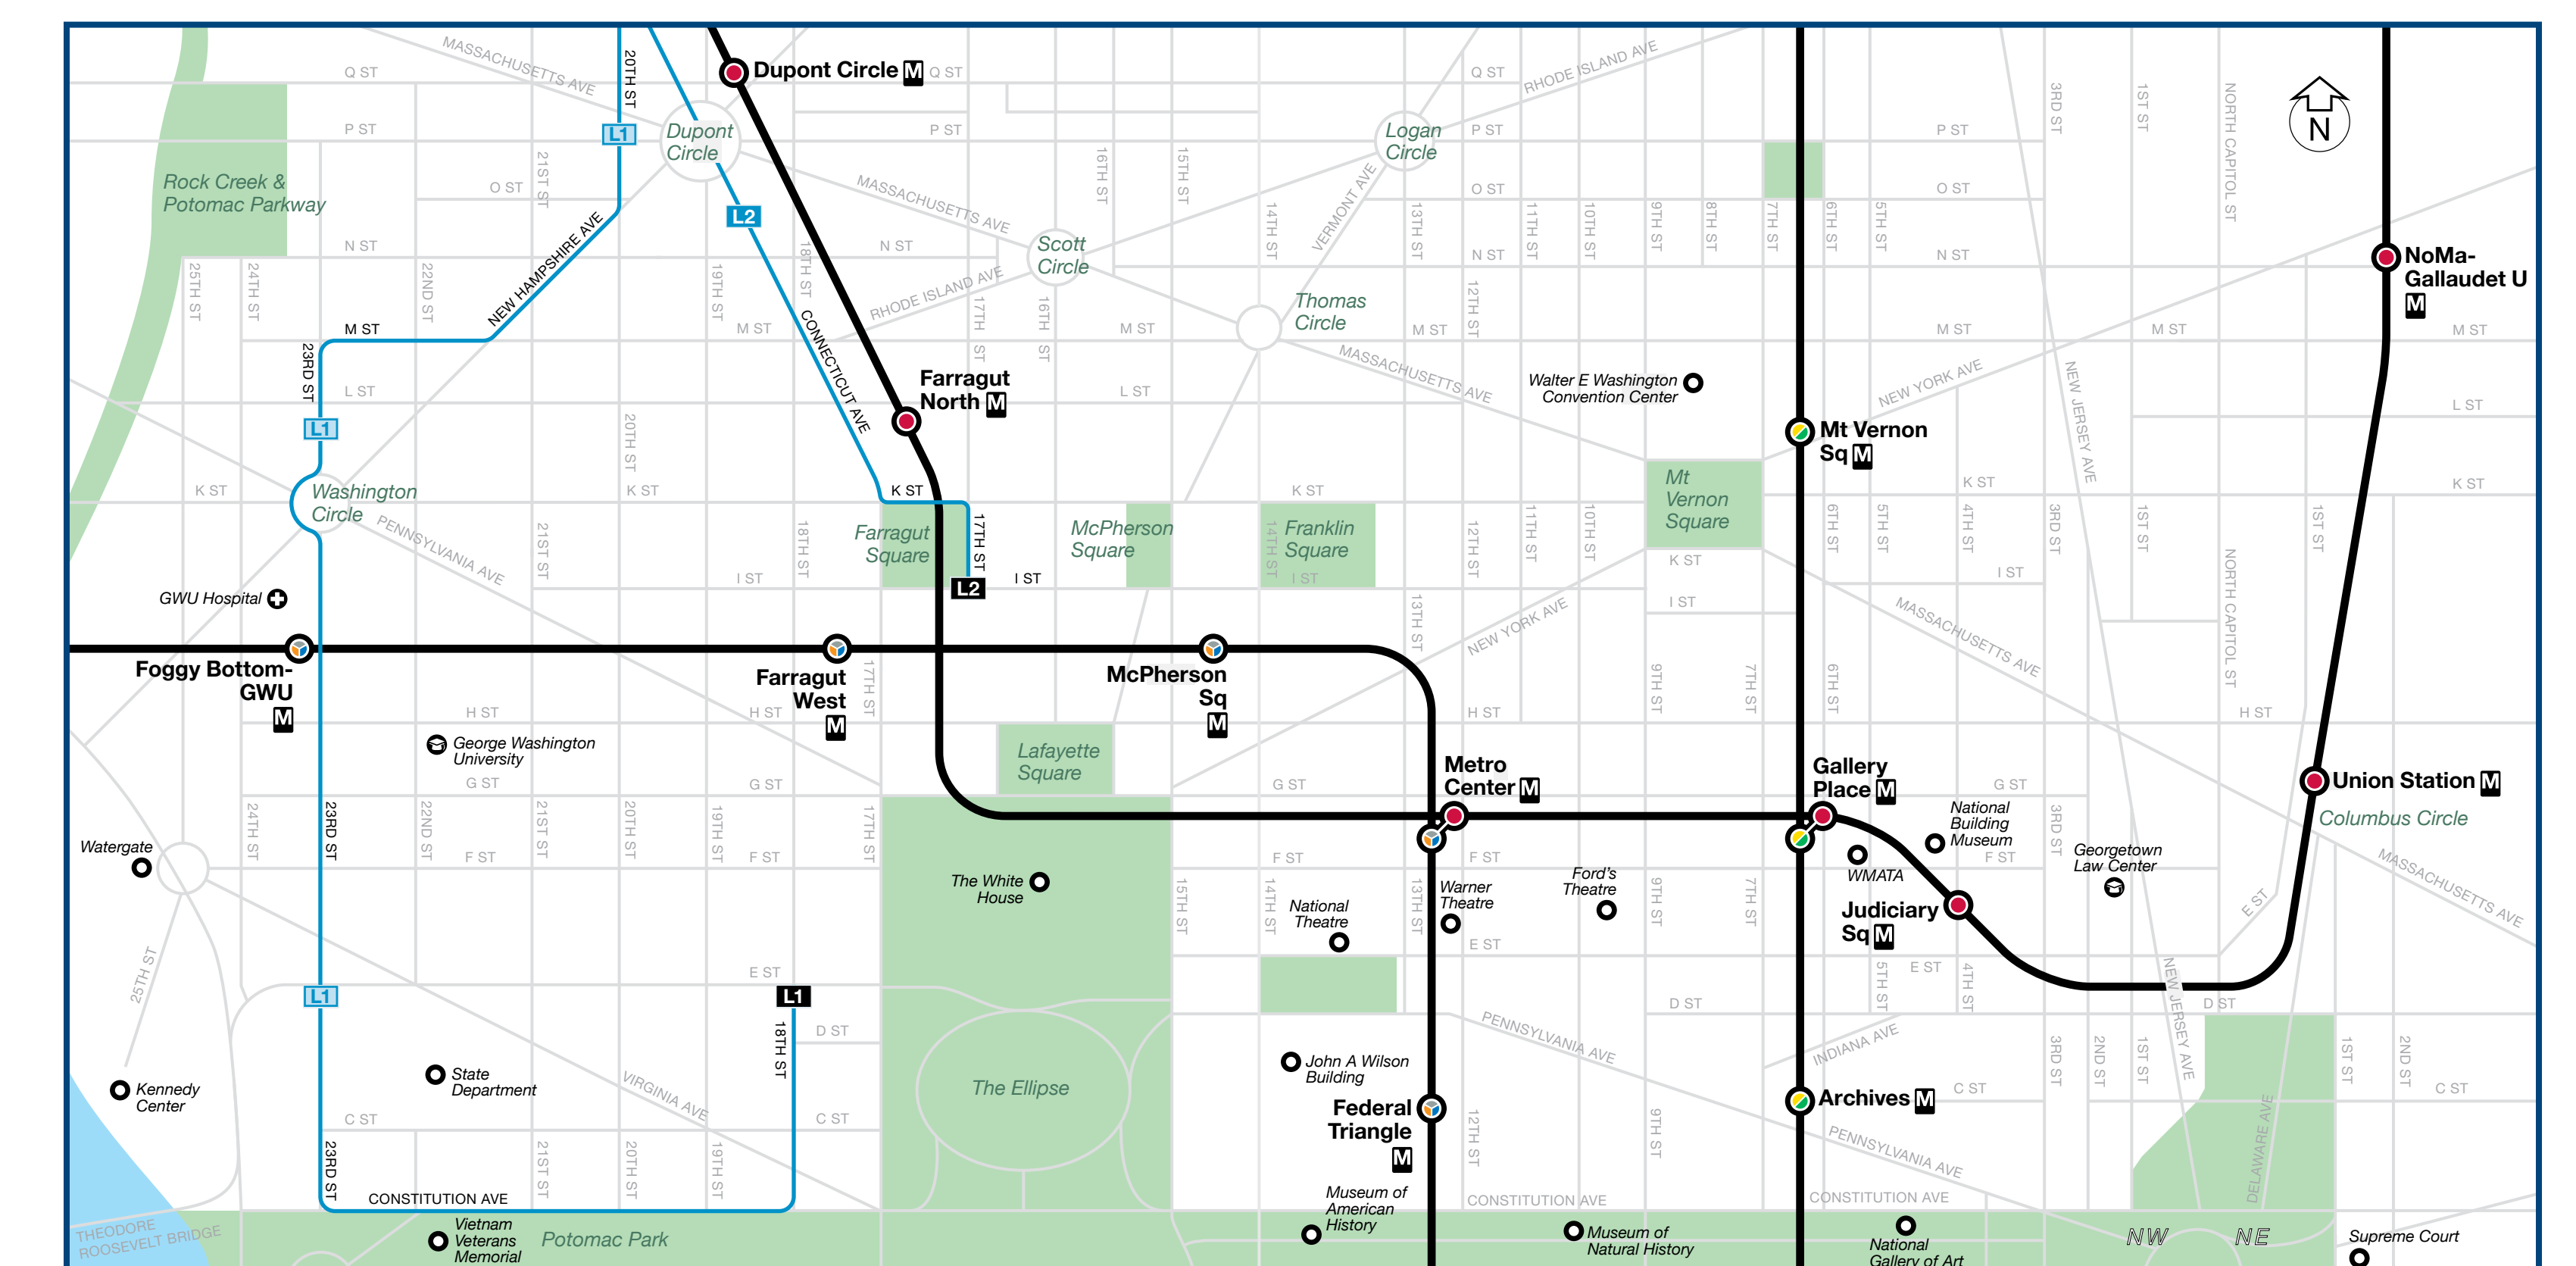 MASSACHUSETTS AVE
20TH ST
Dupont Circle M
Q ST
Q ST
Q ST
RHODE ISLAND AVE
3RD ST
1ST ST
NORTH CAPITOL ST
N
L1
P ST
Dupont
Circle
P ST
Logan
Circle
P ST
P ST
Rock Creek &
Potomac Parkway
21ST ST
O ST
L2
MASSACHUSETTS AVE
16TH ST
15TH ST
14TH ST
VERMONT AVE
13TH ST
O ST
11TH ST
10TH ST
9TH ST
8TH ST
7TH ST
6TH ST
5TH ST
O ST
N ST
NEW HAMPSHIRE AVE
18TH ST
N ST
Scott
Circle
N ST
N ST
NoMa-
Gallaudet U
M
25TH ST
24TH ST
22ND ST
19TH ST
RHODE ISLAND AVE
17TH ST
16TH ST
Thomas
Circle
12TH ST
M ST
M ST
M ST
M ST
M ST
M ST
M ST
23RD ST
CONNECTICUT AVE
MASSACHUSETTS AVE
Walter E Washington
Convention Center
NEW YORK AVE
NEW JERSEY AVE
L ST
Farragut
North M
L ST
L ST
L1
20TH ST
Mt Vernon
Sq M
K ST
Washington
Circle
K ST
K ST
K ST
Mt
Vernon
Square
K ST
K ST
PENNSYLVANIA AVE
21ST ST
18TH ST
Farragut
Square
17TH ST
McPherson
Square
14TH ST
Franklin
Square
12TH ST
11TH ST
10TH ST
6TH ST
5TH ST
4TH ST
3RD ST
1ST ST
NORTH CAPITOL ST
1ST ST
K ST
I ST
L2
I ST
I ST
I ST
I ST
GWU Hospital
13TH ST
NEW YORK AVE
MASSACHUSETTS AVE
Foggy Bottom-
GWU
M
Farragut
West
M
17TH ST
McPherson
Sq
M
9TH ST
7TH ST
6TH ST
H ST
H ST
H ST
H ST
George Washington
University
Lafayette
Square
Metro
Center M
Gallery
Place M
G ST
G ST
G ST
G ST
Union Station M
Columbus Circle
24TH ST
23RD ST
22ND ST
21ST ST
20TH ST
19TH ST
17TH ST
National
Building
Museum
3RD ST
Watergate
F ST
F ST
F ST
F ST
F ST
WMATA
Georgetown
Law Center
MASSACHUSETTS AVE
The White
House
15TH ST
14TH ST
National
Theatre
13TH ST
Warner
Theatre
Ford's
Theatre
9TH ST
7TH ST
Judiciary
Sq M
E ST
E ST
25TH ST
L1
E ST
L1
E ST
5TH ST
4TH ST
NEW JERSEY AVE
D ST
D ST
18TH ST
D ST
PENNSYLVANIA AVE
INDIANA AVE
3RD ST
2ND ST
1ST ST
1ST ST
2ND ST
John A Wilson
Building
Kennedy
Center
State
Department
VIRGINIA AVE
The Ellipse
Federal
Triangle
M
Archives M
C ST
C ST
C ST
C ST
12TH ST
9TH ST
PENNSYLVANIA AVE
DELAWARE AVE
23RD ST
21ST ST
20TH ST
19TH ST
CONSTITUTION AVE
Museum of
American
History
CONSTITUTION AVE
CONSTITUTION AVE
THEODORE
ROOSEVELT BRIDGE
Vietnam
Veterans
Memorial
Potomac Park
Museum of
Natural History
National
Gallery of Art
NW
NE
Supreme Court